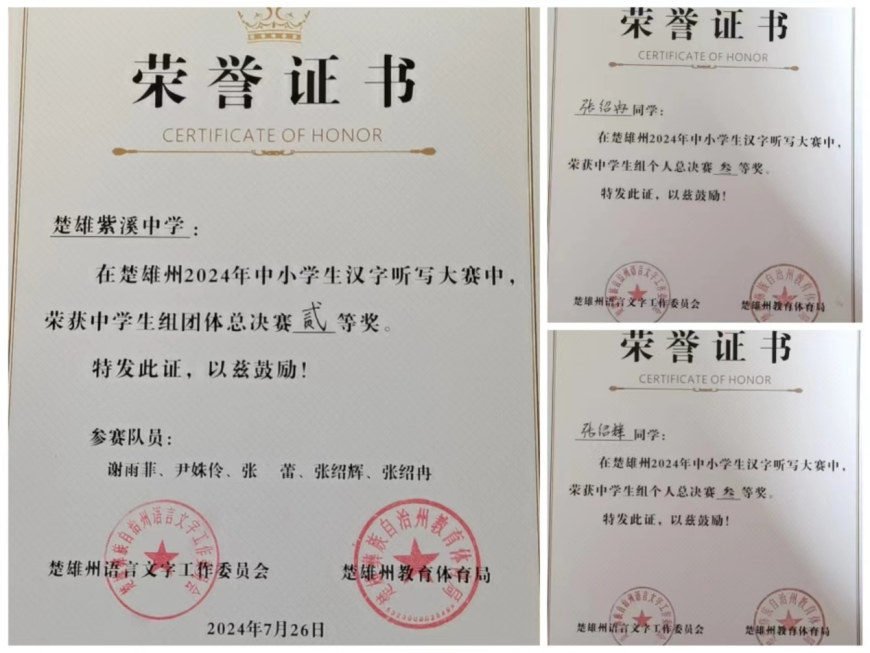 荣誉证书
CERTIFICATE OF HONOR
楚雄紫溪中学：
在楚雄州2024年中小学生汉字听写大赛中，
荣获中学生组团体总决赛贰等奖。
特发此证，以兹鼓励！
参赛队员：
谢雨菲、尹姝伶、张 蕾、张绍辉、张绍冉
楚雄州语言文字工作委员会
楚雄州教育体育局
2024年7月26日
荣誉证书
CERTIFICATE OF HONOR
张绍冉同学：
在楚雄州2024年中小学生汉字听写大赛中，
荣获中学生组个人总决赛叁等奖。
特发此证，以兹鼓励！
楚雄州语言文字工作委员会
楚雄州教育体育局
荣誉证书
CERTIFICATE OF HONOR
张绍辉同学：
在楚雄州2024年中小学生汉字听写大赛中，
荣获中学生组个人总决赛叁等奖。
特发此证，以兹鼓励！
楚雄州语言文字工作委员会
楚雄州教育体育局